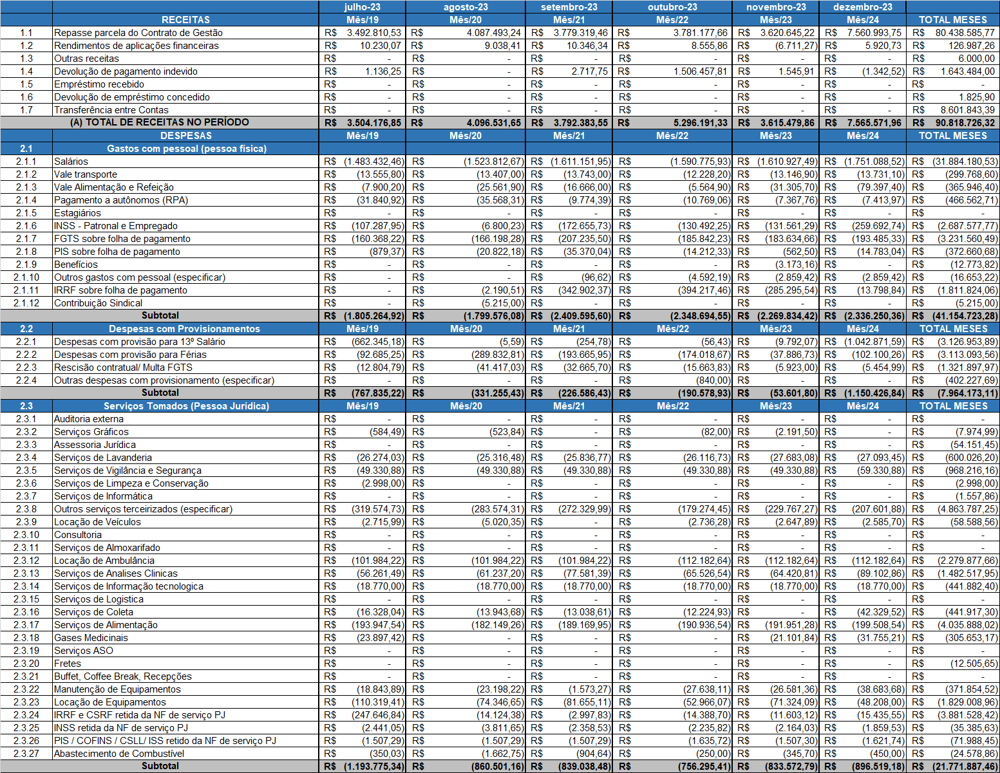 julho-23 agosto-23 setembro-23 outubro-23 novembro-23 dezembro-23
RECEITAS Mês/19 Mês/20 Mês/21 Mês/22 Mês/23 Mês/24 TOTAL MESES
1.1 Repasse parcela do Contrato de Gestão R$ 3.492.810,53 R$ 4.087.493,24 R$ 3.779.319,46 R$ 3.781.177,66 R$ 3.620.645,22 R$ 7.560.993,75 R$ 80.438.585,77
1.2 Rendimentos de aplicações financeiras R$ 10.230,07 R$ 9.038,41 R$ 10.346,34 R$ 8.555,86 R$ (6.711,27) R$ 5.920,73 R$ 126.987,26
1.3 Outras receitas R$ - R$ - R$ - R$ - R$ - R$ - R$ 6.000,00
1.4 Devolução de pagamento indevido R$ 1.136,25 R$ - R$ 2.717,75 R$ 1.506.457,81 R$ 1.545,91 R$ (1.342,52) R$ 1.643.484,00
1.5 Empréstimo recebido R$ - R$ - R$ - R$ - R$ - R$ - R$ -
1.6 Devolução de empréstimo concedido R$ - R$ - R$ - R$ - R$ - R$ - R$ 1.825,90
1.7 Transferência entre Contas R$ - R$ - R$ - R$ - R$ - R$ - R$ 8.601.843,39
(A) TOTAL DE RECEITAS NO PERÍODO R$ 3.504.176,85 R$ 4.096.531,65 R$ 3.792.383,55 R$ 5.296.191,33 R$ 3.615.479,86 R$ 7.565.571,96 R$ 90.818.726,32
DESPESAS Mês/19 Mês/20 Mês/21 Mês/22 Mês/23 Mês/24 TOTAL MESES
2.1 Gastos com pessoal (pessoa física)
2.1.1 Salários R$ (1.483.432,46) R$ (1.523.812,67) R$ (1.611.151,95) R$ (1.590.775,93) R$ (1.610.927,49) R$ (1.751.088,52) R$ (31.884.180,53)
2.1.2 Vale transporte R$ (13.555,80) R$ (13.407,00) R$ (13.743,00) R$ (12.228,20) R$ (13.146,90) R$ (13.731,10) R$ (299.768,60)
2.1.3 Vale Alimentação e Refeição R$ (7.900,20) R$ (25.561,90) R$ (16.666,00) R$ (5.564,90) R$ (31.305,70) R$ (79.397,40) R$ (365.946,40)
2.1.4 Pagamento a autônomos (RPA) R$ (31.840,92) R$ (35.568,31) R$ (9.774,39) R$ (10.769,06) R$ (7.367,76) R$ (7.413,97) R$ (466.562,71)
2.1.5 Estagiários R$ - R$ - R$ - R$ - R$ - R$ - R$ -
2.1.6 INSS - Patronal e Empregado R$ (107.287,95) R$ (6.800,23) R$ (172.655,73) R$ (130.492,25) R$ (131.561,29) R$ (259.692,74) R$ (2.687.577,77)
2.1.7 FGTS sobre folha de pagamento R$ (160.368,22) R$ (166.198,28) R$ (207.235,50) R$ (185.842,23) R$ (183.634,66) R$ (193.485,33) R$ (3.231.560,49)
2.1.8 PIS sobre folha de pagamento R$ (879,37) R$ (20.822,18) R$ (35.370,04) R$ (14.212,33) R$ (562,50) R$ (14.783,04) R$ (372.660,68)
2.1.9 Benefícios R$ - R$ - R$ - R$ - R$ (3.173,16) R$ - R$ (12.773,82)
2.1.10 Outros gastos com pessoal (especificar) R$ - R$ - R$ (96,62) R$ (4.592,19) R$ (2.859,42) R$ (2.859,42) R$ (16.653,22)
2.1.11 IRRF sobre folha de pagamento R$ - R$ (2.190,51) R$ (342.902,37) R$ (394.217,46) R$ (285.295,54) R$ (13.798,84) R$ (1.811.824,06)
2.1.12 Contribuição Sindical R$ - R$ (5.215,00) R$ - R$ - R$ - R$ - R$ (5.215,00)
Subtotal R$ (1.805.264,92) R$ (1.799.576,08) R$ (2.409.595,60) R$ (2.348.694,55) R$ (2.269.834,42) R$ (2.336.250,36) R$ (41.154.723,28)
2.2 Despesas com Provisionamentos Mês/19 Mês/20 Mês/21 Mês/22 Mês/23 Mês/24 TOTAL MESES
2.2.1 Despesas com provisão para 13º Salário R$ (662.345,18) R$ (5,59) R$ (254,78) R$ (56,43) R$ (9.792,07) R$ (1.042.871,59) R$ (3.126.953,89)
2.2.2 Despesas com provisão para Férias R$ (92.685,25) R$ (289.832,81) R$ (193.665,95) R$ (174.018,67) R$ (37.886,73) R$ (102.100,26) R$ (3.113.093,56)
2.2.3 Rescisão contratual/ Multa FGTS R$ (12.804,79) R$ (41.417,03) R$ (32.665,70) R$ (15.663,83) R$ (5.923,00) R$ (5.454,99) R$ (1.321.897,97)
2.2.4 Outras despesas com provisionamento (especificar) R$ - R$ - R$ - R$ (840,00) R$ - R$ - R$ (402.227,69)
Subtotal R$ (767.835,22) R$ (331.255,43) R$ (226.586,43) R$ (190.578,93) R$ (53.601,80) R$ (1.150.426,84) R$ (7.964.173,11)
2.3 Serviços Tomados (Pessoa Jurídica) Mês/19 Mês/20 Mês/21 Mês/22 Mês/23 Mês/24 TOTAL MESES
2.3.1 Auditoria externa R$ - R$ - R$ - R$ - R$ - R$ - R$ -
2.3.2 Serviços Gráficos R$ (584,49) R$ (523,84) R$ - R$ (82,00) R$ (2.191,50) R$ - R$ (7.974,99)
2.3.3 Assessoria Jurídica R$ - R$ - R$ - R$ - R$ - R$ - R$ (54.151,45)
2.3.4 Serviços de Lavanderia R$ (26.274,03) R$ (25.316,48) R$ (25.836,77) R$ (26.116,73) R$ (27.683,08) R$ (27.093,45) R$ (600.026,20)
2.3.5 Serviços de Vigilância e Segurança R$ (49.330,88) R$ (49.330,88) R$ (49.330,88) R$ (49.330,88) R$ (49.330,88) R$ (59.330,88) R$ (968.216,16)
2.3.6 Serviços de Limpeza e Conservação R$ (2.998,00) R$ - R$ - R$ - R$ - R$ - R$ (2.998,00)
2.3.7 Serviços de Informática R$ - R$ - R$ - R$ - R$ - R$ - R$ (1.557,86)
2.3.8 Outros serviços terceirizados (especificar) R$ (319.574,73) R$ (283.574,31) R$ (272.329,99) R$ (179.274,45) R$ (229.767,27) R$ (207.601,88) R$ (4.863.787,25)
2.3.9 Locação de Veículos R$ (2.715,99) R$ (5.020,35) R$ - R$ (2.736,28) R$ (2.647,89) R$ (2.585,70) R$ (58.588,56)
2.3.10 Consultoria R$ - R$ - R$ - R$ - R$ - R$ - R$ -
2.3.11 Serviços de Almoxarifado R$ - R$ - R$ - R$ - R$ - R$ - R$ -
2.3.12 Locação de Ambulância R$ (101.984,22) R$ (101.984,22) R$ (101.984,22) R$ (112.182,64) R$ (112.182,64) R$ (112.182,64) R$ (2.279.877,66)
2.3.13 Serviços de Analises Clinicas R$ (56.261,49) R$ (61.237,20) R$ (77.581,39) R$ (65.526,54) R$ (64.420,81) R$ (89.102,86) R$ (1.482.517,95)
2.3.14 Serviços de Informação tecnologica R$ (18.770,00) R$ (18.770,00) R$ (18.770,00) R$ (18.770,00) R$ (18.770,00) R$ (18.770,00) R$ (441.882,40)
2.3.15 Serviços de Logistica R$ - R$ - R$ - R$ - R$ - R$ - R$ -
2.3.16 Serviços de Coleta R$ (16.328,04) R$ (13.943,68) R$ (13.038,61) R$ (12.224,93) R$ - R$ (42.329,52) R$ (441.917,30)
2.3.17 Serviços de Alimentação R$ (193.947,54) R$ (182.149,26) R$ (189.169,95) R$ (190.936,54) R$ (191.951,28) R$ (199.508,54) R$ (4.035.888,02)
2.3.18 Gases Medicinais R$ (23.897,42) R$ - R$ - R$ - R$ (21.101,84) R$ (31.755,21) R$ (305.653,17)
2.3.19 Serviços ASO R$ - R$ - R$ - R$ - R$ - R$ - R$ -
2.3.20 Fretes R$ - R$ - R$ - R$ - R$ - R$ - R$ (12.505,65)
2.3.21 Buffet, Coffee Break, Recepções R$ - R$ - R$ - R$ - R$ - R$ - R$ -
2.3.22 Manutenção de Equipamentos R$ (18.843,89) R$ (23.198,22) R$ (1.573,27) R$ (27.638,11) R$ (26.581,36) R$ (38.683,68) R$ (371.854,52)
2.3.23 Locação de Equipamentos R$ (110.319,41) R$ (74.346,65) R$ (81.655,11) R$ (52.966,07) R$ (71.324,09) R$ (48.208,00) R$ (1.829.008,96)
2.3.24 IRRF e CSRF retida da NF de serviço PJ R$ (247.646,84) R$ (14.124,38) R$ (2.997,83) R$ (14.388,70) R$ (11.603,12) R$ (15.435,55) R$ (3.881.528,42)
2.3.25 INSS retida da NF de serviço PJ R$ (2.441,05) R$ (3.811,65) R$ (2.358,53) R$ (2.235,82) R$ (2.164,03) R$ (1.859,53) R$ (35.385,63)
2.3.26 PIS / COFINS / CSLL/ ISS retido da NF de serviço PJ R$ (1.507,29) R$ (1.507,29) R$ (1.507,29) R$ (1.635,72) R$ (1.507,30) R$ (1.621,74) R$ (71.988,45)
2.3.27 Abastecimento de Combustível R$ (350,03) R$ (1.662,75) R$ (904,64) R$ (250,00) R$ (345,70) R$ (450,00) R$ (24.578,86)
Subtotal R$ (1.193.775,34) R$ (860.501,16) R$ (839.038,48) R$ (756.295,41) R$ (833.572,79) R$ (896.519,18) R$ (21.771.887,46)